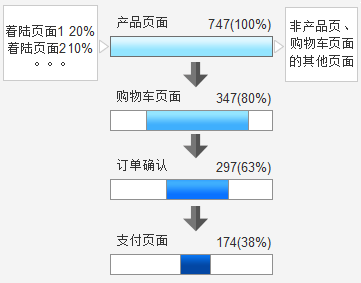 着陆页面1 20%
着陆页面210%
。。。
产品页面 747(100%)
非产品页、
购物车页面
的其他页面
购物车页面 347(80%)
订单确认 297(63%)
支付页面 174(38%)